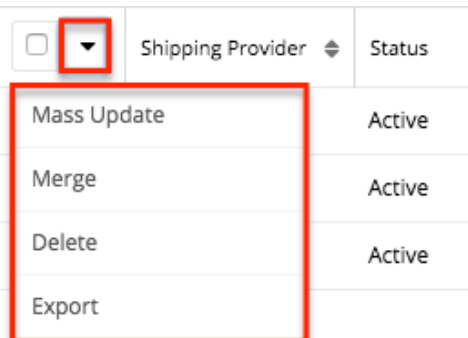 Shipping Provider Status
Mass Update Active
Merge Active
Delete Active
Export